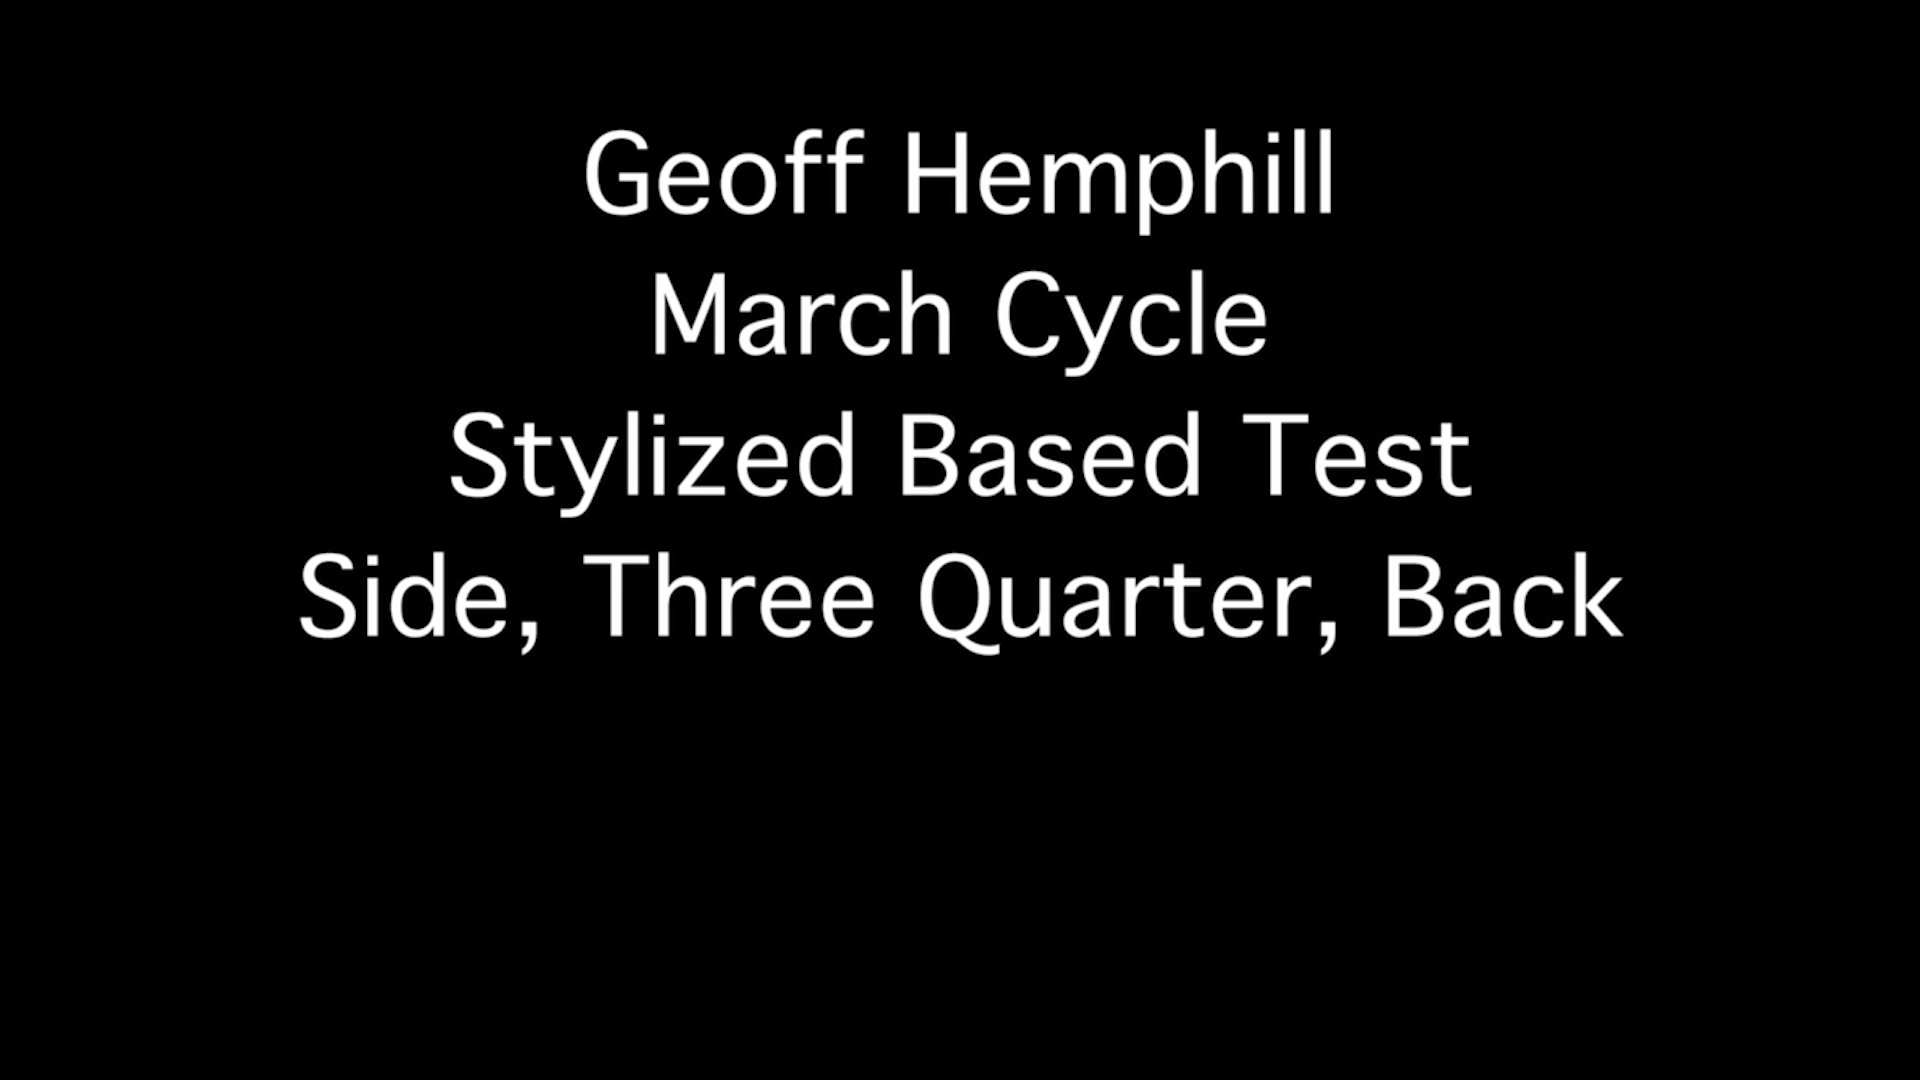 Geoff Hemphill
March Cycle
Stylized Based Test
Side, Three Quarter, Back